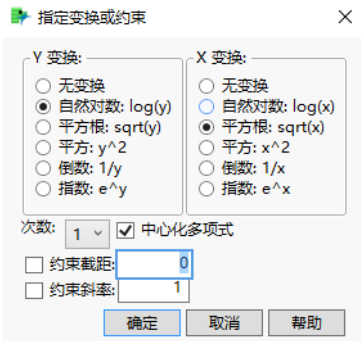 指定变换或约束
Y 变换: X 变换:
无变换 无变换
自然对数: log(y) 自然对数: log(x)
平方根: sqrt(y) 平方根: sqrt(x)
平方: y^2 平方: x^2
倒数: 1/y 倒数: 1/x
指数: e^y 指数: e^x
次数: 1 中心化多项式
约束截距: 0
约束斜率: 1
确定 取消 帮助